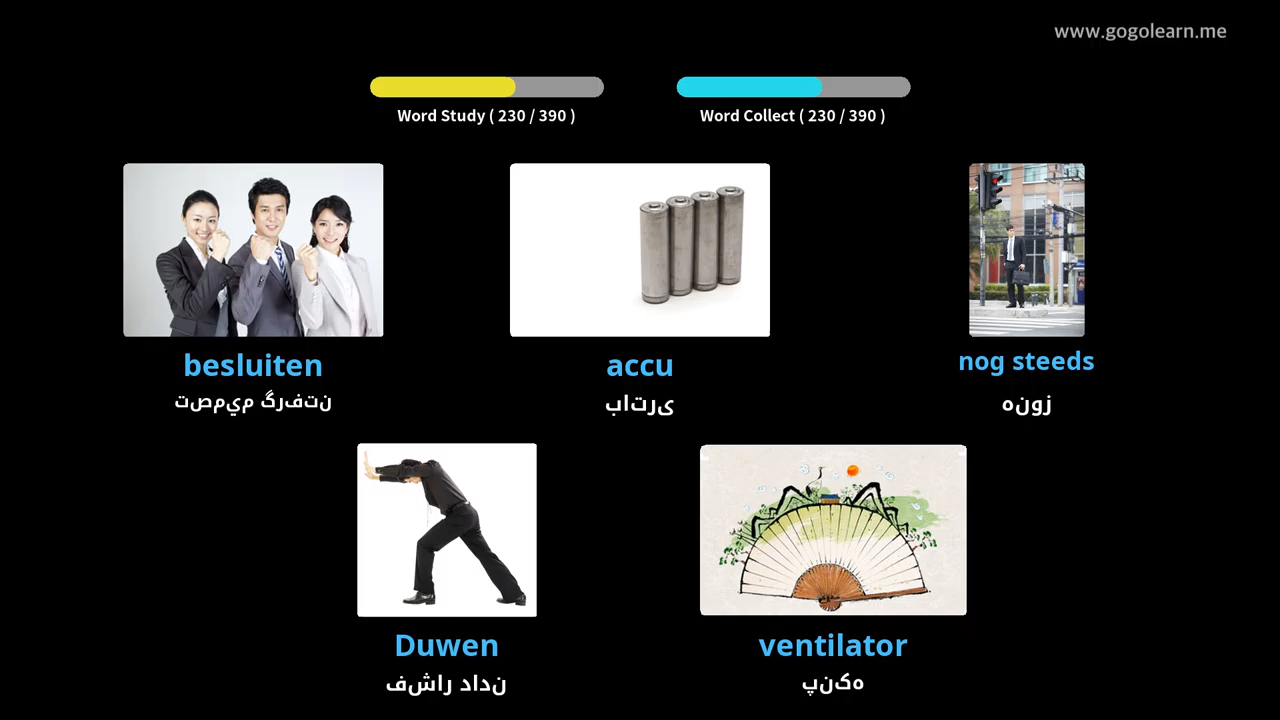 www.gogolearn.me
Word Study ( 230 / 390 )
Word Collect ( 230 / 390 )
besluiten
تصميم گرفتن
accu
باتری
nog steeds
هنوز
Duwen
فشار دادن
ventilator
پنکه